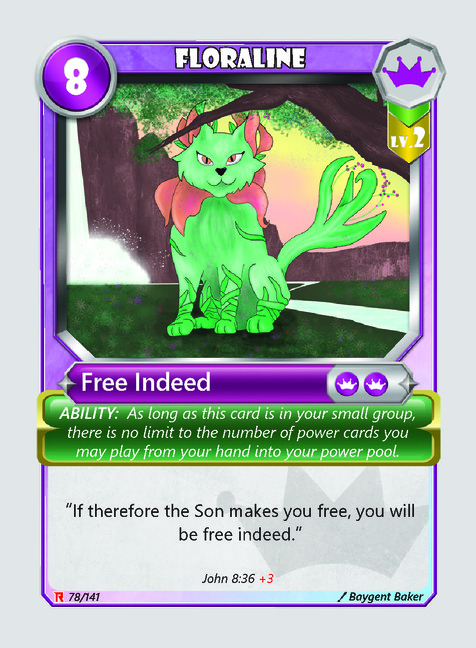 FLORALINE
8
LV.2
Free Indeed
ABILITY: As long as this card is in your small group,
there is no limit to the number of power cards you
may play from your hand into your power pool.
“If therefore the Son makes you free, you will
be free indeed.”
John 8:36 +3
R 78/141
Baygent Baker